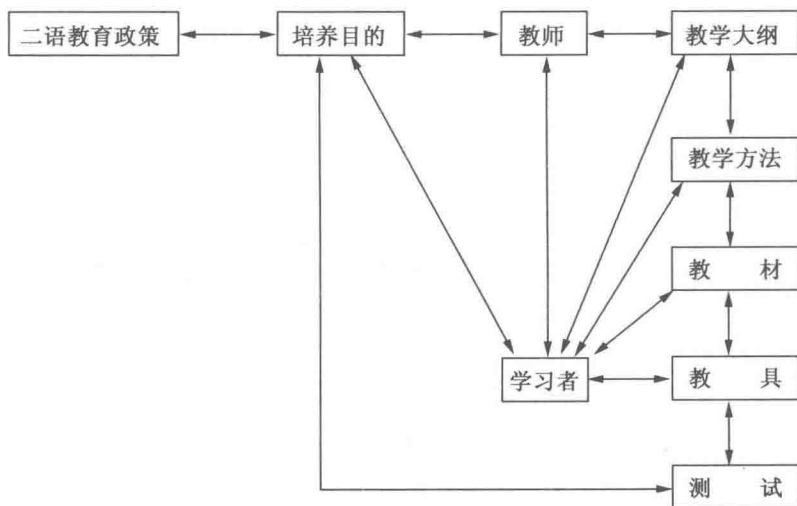 二语教育政策 培养目的 教师 教学大纲
教学方法
教 材
学习者 教 具
测 试